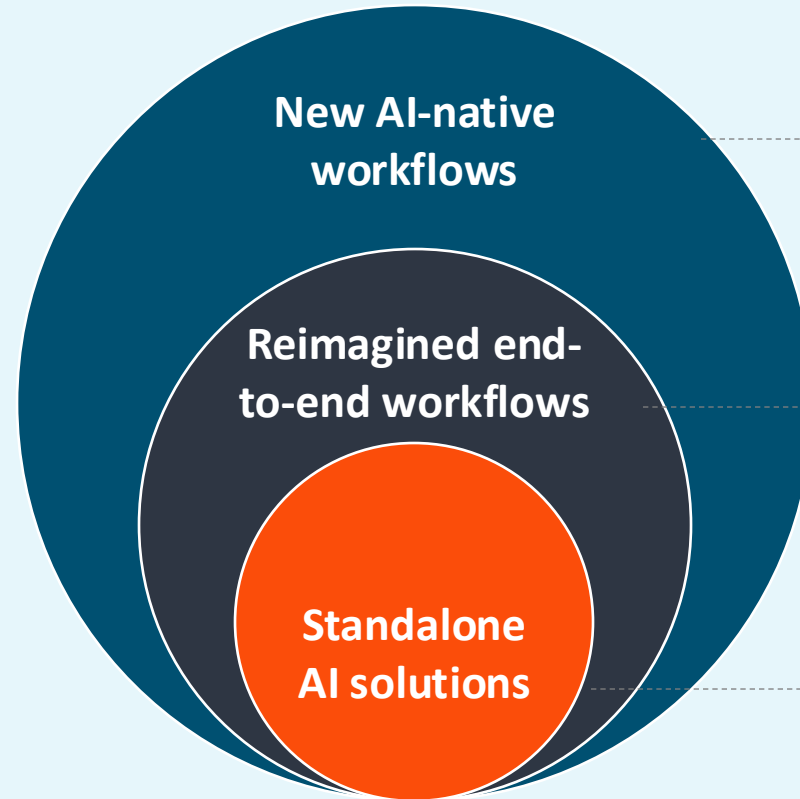 New AI-native
workflows
Reimagined end-
to-end workflows
Standalone
AI solutions